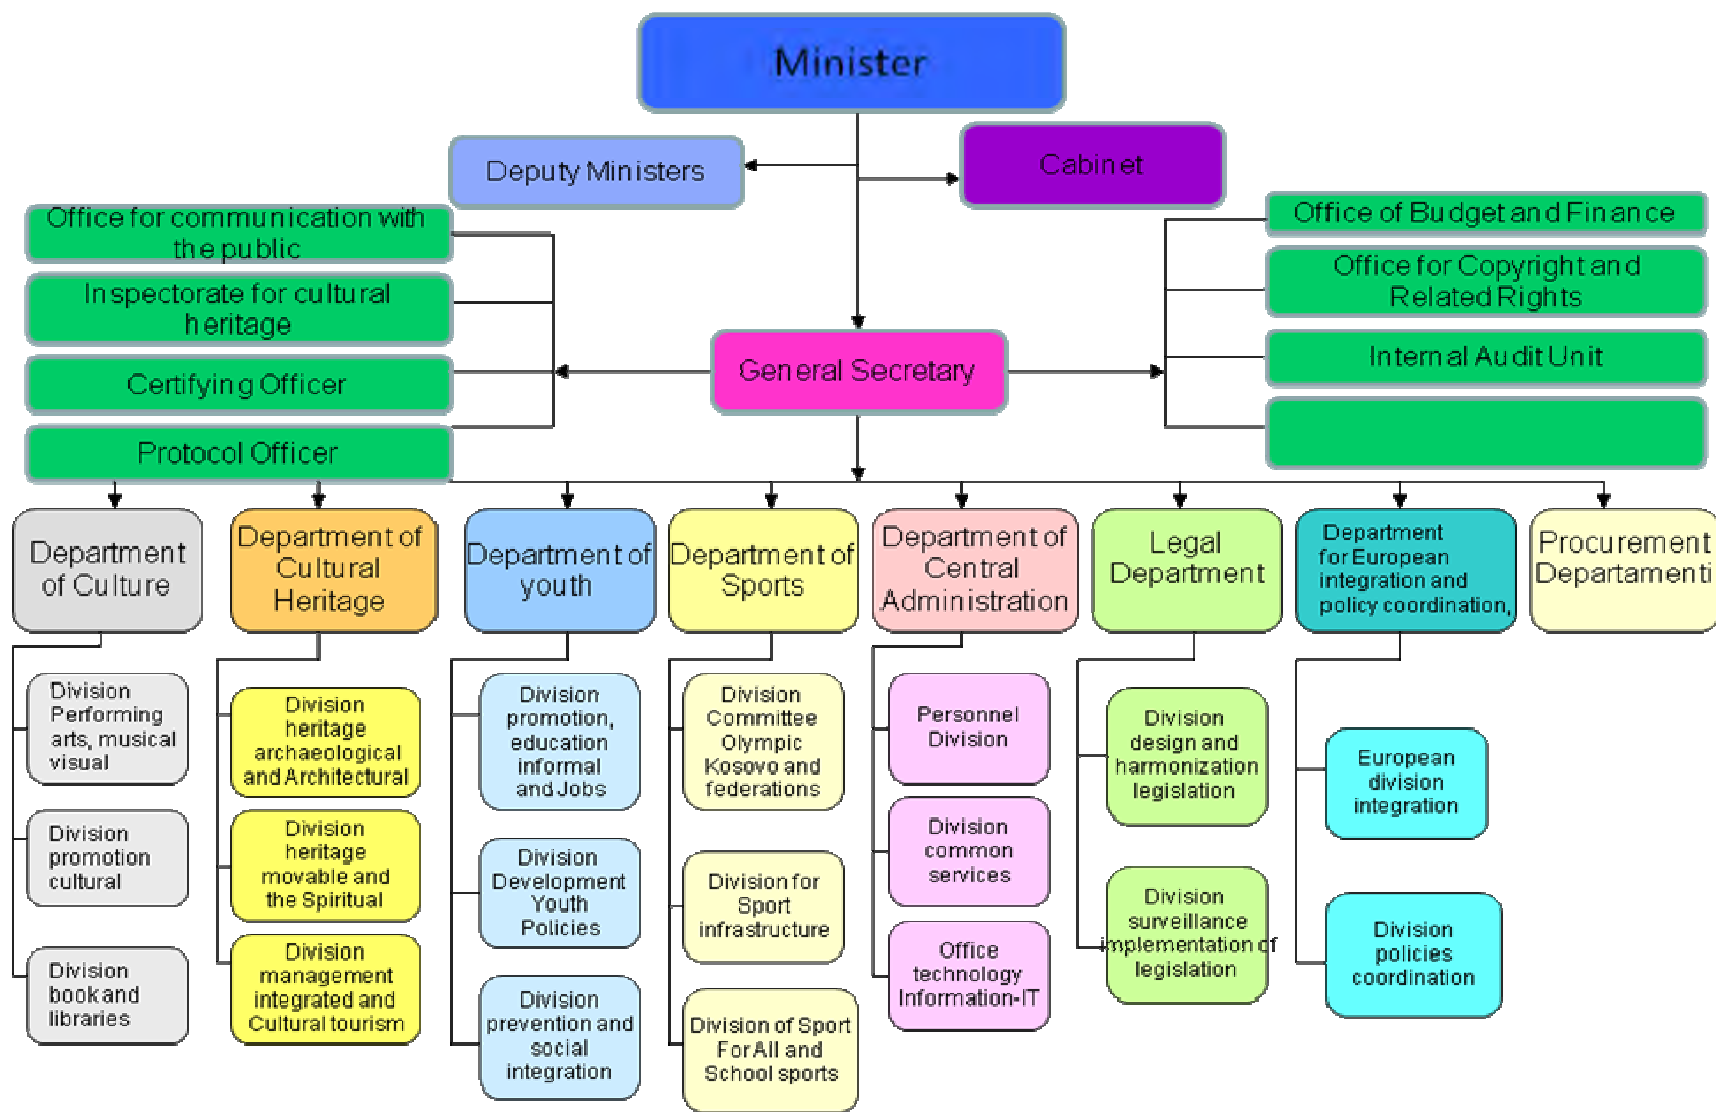 Minister
Deputy Ministers
Cabinet
Office for communication with
the public
Inspectorate for cultural
heritage
Certifying Officer
Protocol Officer
Office of Budget and Finance
Office for Copyright and
Related Rights
Internal Audit Unit
General Secretary
Department
of Culture
Department of
Cultural
Heritage
Department of
youth
Department of
Sports
Department of
Central
Administration
Legal
Department
Department
for European
integration and
policy coordination,
Procurement
Departamenti
Division
Performing
arts, musical
visual
Division
promotion
cultural
Division
book and
libraries
Division
heritage
archaeological
and Architectural
Division
heritage
movable and
the Spiritual
Division
management
integrated and
Cultural tourism
Division
promotion,
education
informal
and Jobs
Division
Development
Youth
Policies
Division
prevention and
social
integration
Division
Committee
Olympic
Kosovo and
federations
Division for
Sport
infrastructure
Division of Sport
For All and
School sports
Personnel
Division
Division
common
services
Office
technology
Information-IT
Division
design and
harmonization
legislation
Division
surveillance
implementation of
legislation
European
division
integration
Division
policies
coordination